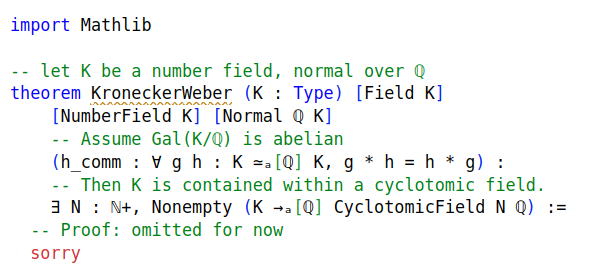 import Mathlib
-- let K be a number field, normal over ℚ
theorem KroneckerWeber (K : Type) [Field K]
    [NumberField K] [Normal ℚ K]
    -- Assume Gal(K/ℚ) is abelian
    (h_comm : ∀ g h : K ≃ₐ[ℚ] K, g * h = h * g) :
    -- Then K is contained within a cyclotomic field.
    ∃ N : ℕ+, Nonempty (K →ₐ[ℚ] CyclotomicField N ℚ) :=
  -- Proof: omitted for now
  sorry